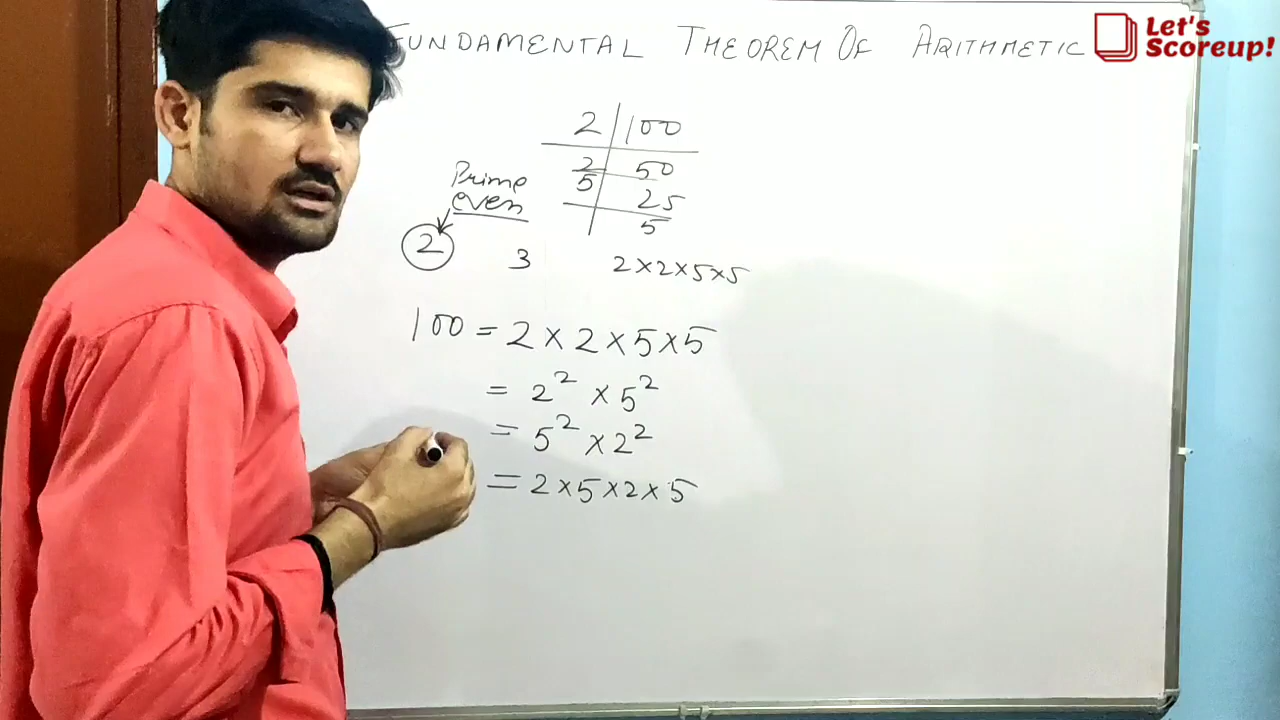 FUNDAMENTAL THEOREM OF ARITHMETIC
Let's
Scoreup!
2 | 100
2 | 50
5 | 25
5
Prime
even
2 3
2×2×5×5
100 = 2 × 2 × 5 × 5
= 2² × 5²
= 5² × 2²
= 2 × 5 × 2 × 5